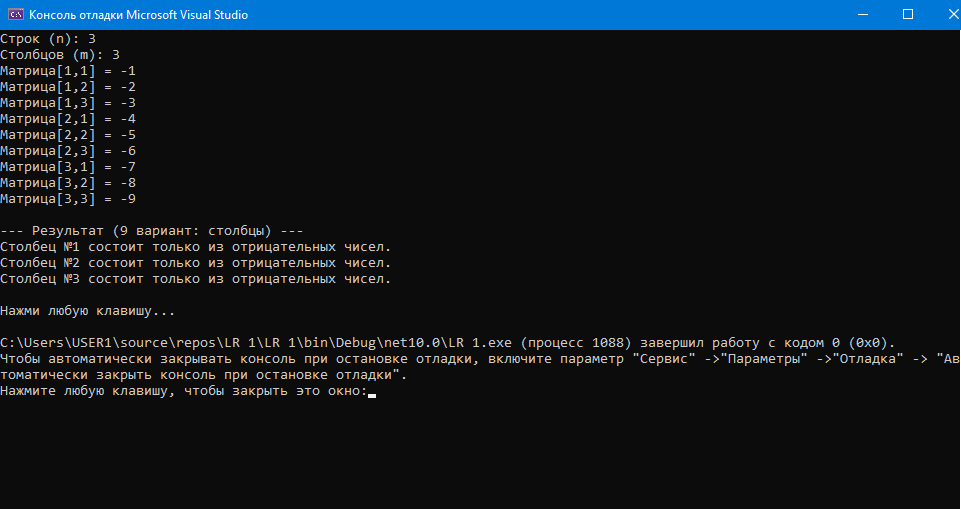 Консоль отладки Microsoft Visual Studio
Строк (n): 3
Столбцов (m): 3
Матрица[1,1] = -1
Матрица[1,2] = -2
Матрица[1,3] = -3
Матрица[2,1] = -4
Матрица[2,2] = -5
Матрица[2,3] = -6
Матрица[3,1] = -7
Матрица[3,2] = -8
Матрица[3,3] = -9
--- Результат (9 вариант: столбцы) ---
Столбец №1 состоит только из отрицательных чисел.
Столбец №2 состоит только из отрицательных чисел.
Столбец №3 состоит только из отрицательных чисел.
Нажми любую клавишу...
C:\Users\USER1\source\repos\LR 1\LR 1\bin\Debug\net10.0\LR 1.exe (процесс 1088) завершил работу с кодом 0 (0x0).
Чтобы автоматически закрывать консоль при остановке отладки, включите параметр "Сервис" ->"Параметры" ->"Отладка" -> "Ав
томатически закрыть консоль при остановке отладки".
Нажмите любую клавишу, чтобы закрыть это окно: